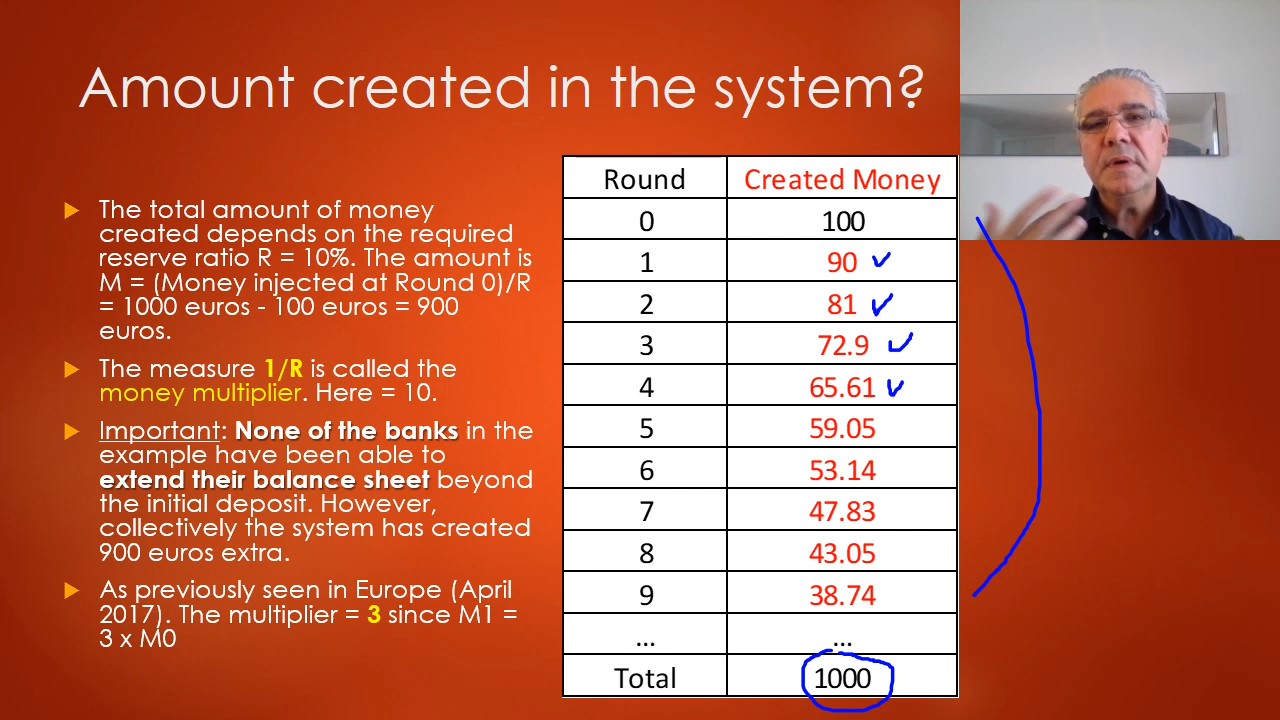 Amount created in the system?
The total amount of money
created depends on the required
reserve ratio R = 10%. The amount is
M = (Money injected at Round 0)/R
= 1000 euros - 100 euros = 900
euros.
The measure 1/R is called the
money multiplier. Here = 10.
Important: None of the banks in the
example have been able to
extend their balance sheet beyond
the initial deposit. However,
collectively the system has created
900 euros extra.
As previously seen in Europe (April
2017). The multiplier = 3 since M1 =
3 x M0
Round Created Money
0 100
1 90
2 81
3 72.9
4 65.61
5 59.05
6 53.14
7 47.83
8 43.05
9 38.74
... ...
Total 1000